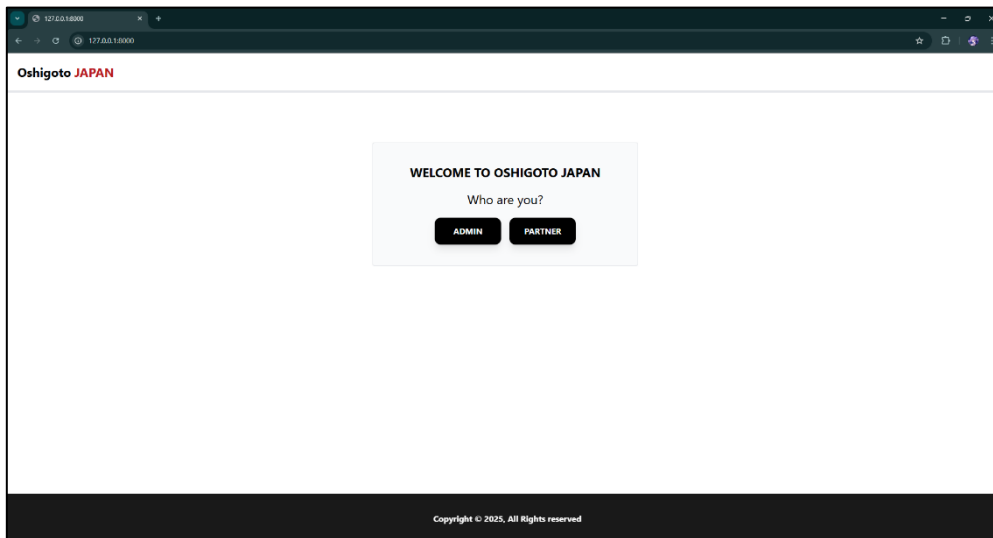 127.0.0.1:8000
127.0.0.1:8000
Oshigoto JAPAN
WELCOME TO OSHIGOTO JAPAN
Who are you?
ADMIN PARTNER
Copyright © 2025, All Rights reserved